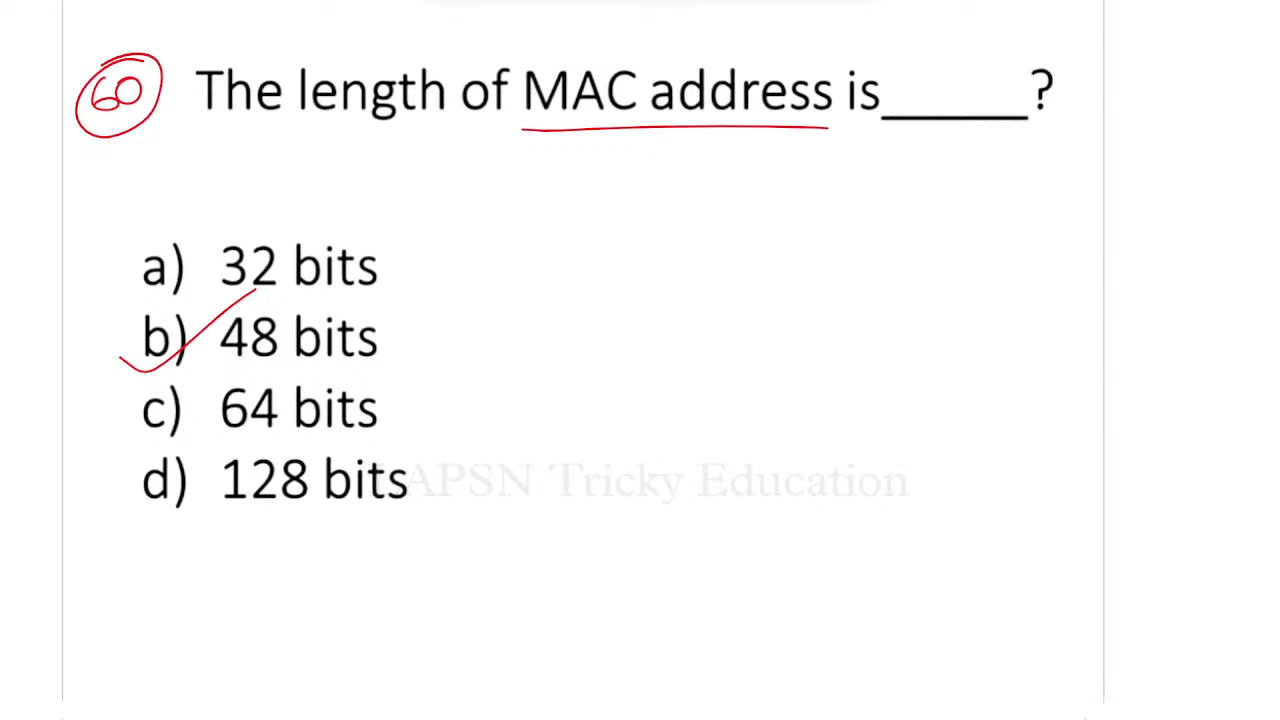 60 The length of MAC address is______?
a) 32 bits
b) 48 bits
c) 64 bits
d) 128 bits
APSN Tricky Education